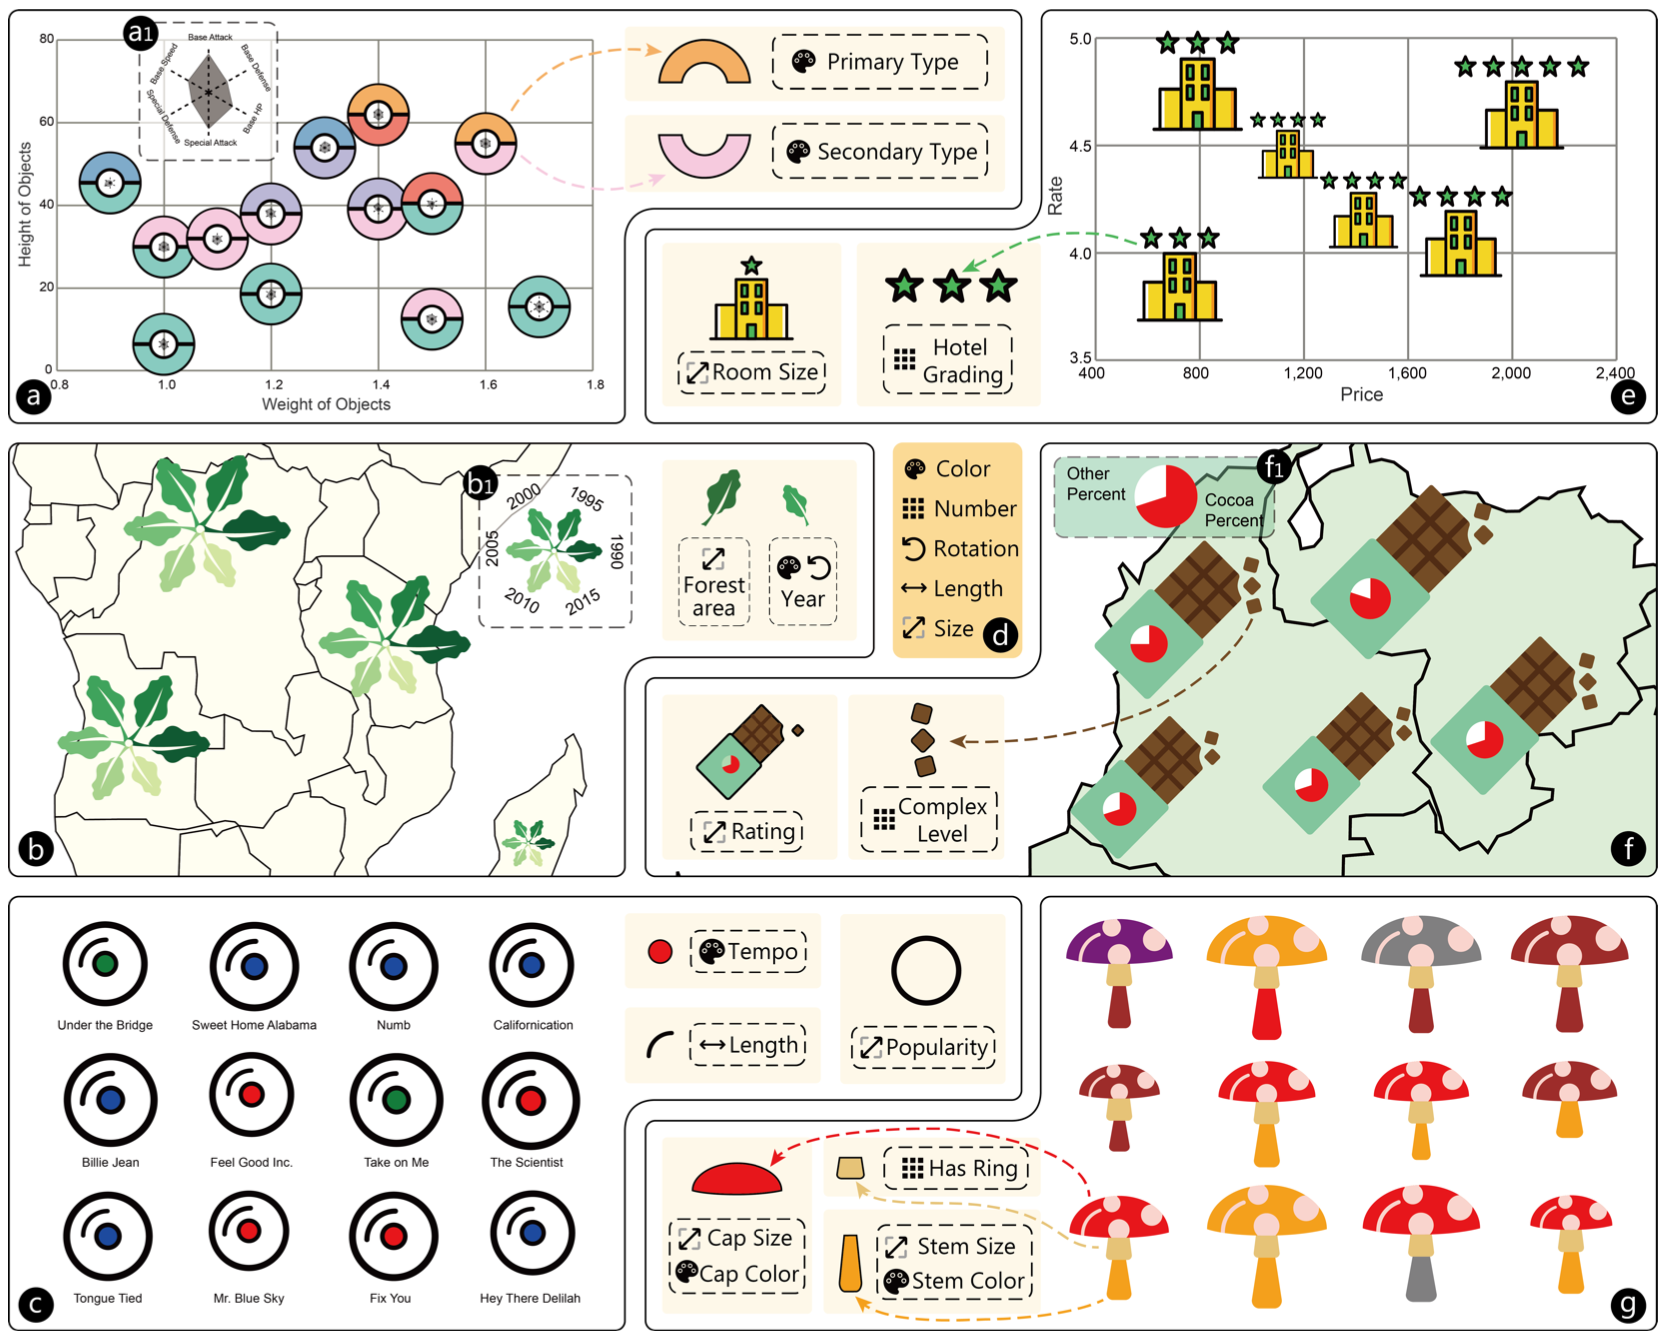 a1
Base Attack
Base Speed
Base Defense
Special Defense
Base HP
Special Attack
80
60
40
20
0
0.8
1.0
1.2
1.4
1.6
1.8
Height of Objects
Weight of Objects
a
Primary Type
Secondary Type
Room Size
Hotel
Grading
5.0
4.5
4.0
3.5
Rate
400
800
1,200
1,600
2,000
2,400
Price
e
b1
2000
1995
2005
1990
2010
2015
Forest
area
Year
b
Color
Number
Rotation
Length
Size
d
Other
Percent
Cocoa
Percent
f1
Rating
Complex
Level
f
Under the Bridge
Sweet Home Alabama
Numb
Californication
Billie Jean
Feel Good Inc.
Take on Me
The Scientist
Tongue Tied
Mr. Blue Sky
Fix You
Hey There Delilah
c
Tempo
Length
Popularity
Cap Size
Cap Color
Has Ring
Stem Size
Stem Color
g